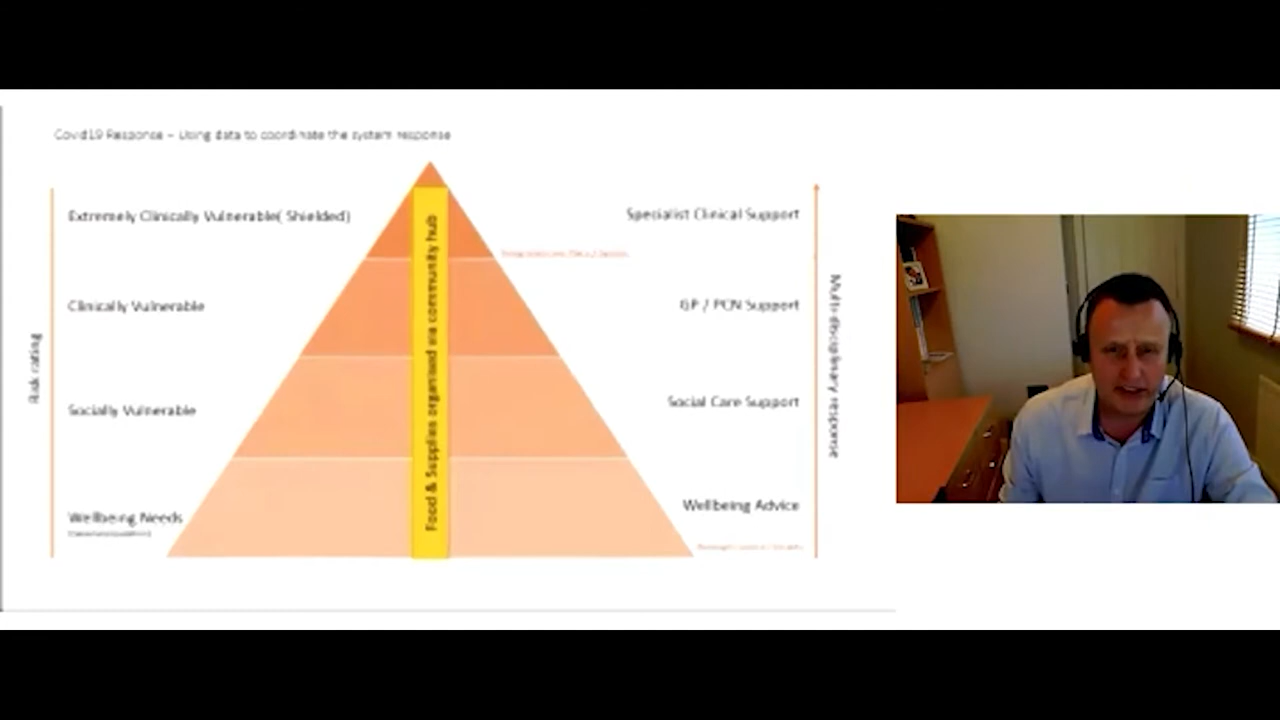 Covid19 Response – Using data to coordinate the system response
Extremely Clinically Vulnerable( Shielded)
Specialist Clinical Support
Clinically Vulnerable
GP / PCN Support
Socially Vulnerable
Social Care Support
Wellbeing Needs
Wellbeing Advice
Risk rating
Food & Supplies organised via community hub
Multi-disciplinary response